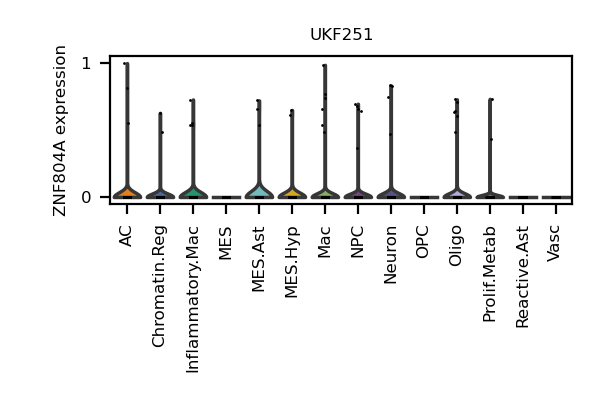 UKF251
ZNF804A expression
1
0
AC
Chromatin.Reg
Inflammatory.Mac
MES
MES.Ast
MES.Hyp
Mac
NPC
Neuron
OPC
Oligo
Prolif.Metab
Reactive.Ast
Vasc